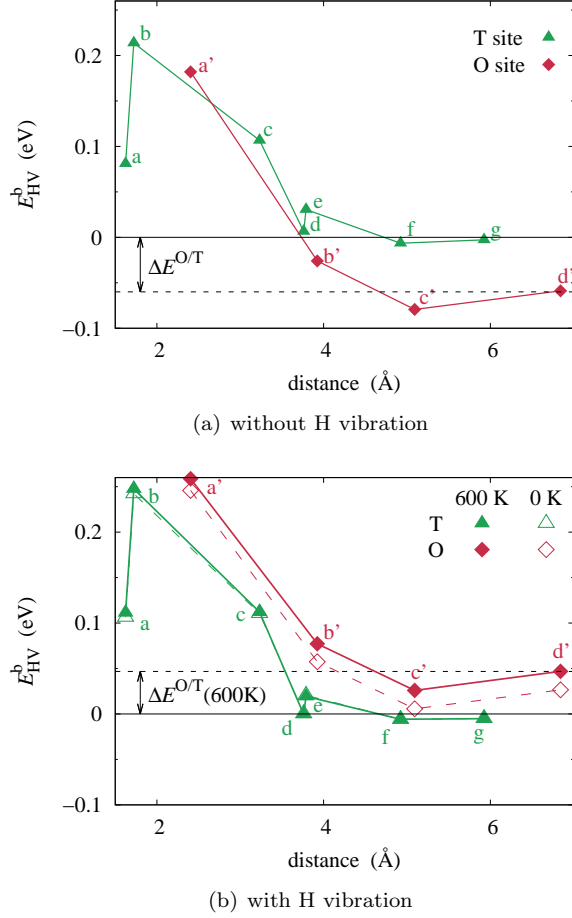 0.2
0.1
0
−0.1
E^b_HV (eV)
T site
O site
a
b
c
d
e
f
g
a’
b’
c’
d’
ΔE^O/T
2
4
6
distance (Å)
(a) without H vibration
0.2
0.1
0
−0.1
E^b_HV (eV)
600 K 0 K
T
O
a
b
c
d
e
f
g
a’
b’
c’
d’
ΔE^O/T(600K)
2
4
6
distance (Å)
(b) with H vibration